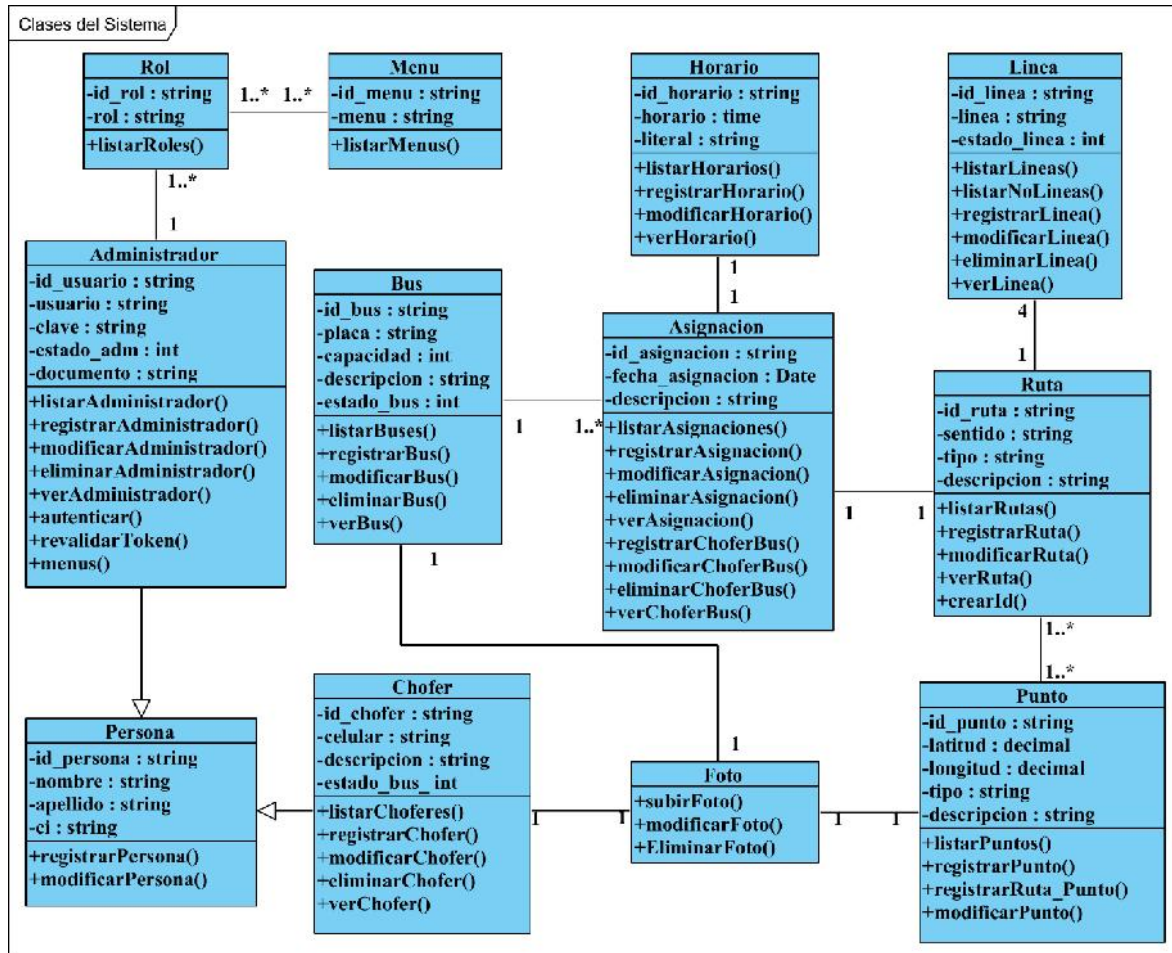 Clases del Sistema
Rol
-id_rol : string
-rol : string
+listarRoles()
1..* 1..*
Menu
-id_menu : string
-menu : string
+listarMenus()
1..*
1
Administrador
-id_usuario : string
-usuario : string
-clave : string
-estado_adm : int
-documento : string
+listarAdministrador()
+registrarAdministrador()
+modificarAdministrador()
+eliminarAdministrador()
+verAdministrador()
+autenticar()
+revalidarToken()
+menus()
Bus
-id_bus : string
-placa : string
-capacidad : int
-descripcion : string
-estado_bus : int
+listarBuses()
+registrarBus()
+modificarBus()
+eliminarBus()
+verBus()
1 1..*
1
Horario
-id_horario : string
-horario : time
-literal : string
+listarHorarios()
+registrarHorario()
+modificarHorario()
+verHorario()
1
1
Asignacion
-id_asignacion : string
-fecha_asignacion : Date
-descripcion : string
+listarAsignaciones()
+registrarAsignacion()
+modificarAsignacion()
+eliminarAsignacion()
+verAsignacion()
+registrarChoferBus()
+modificarChoferBus()
+eliminarChoferBus()
+verChoferBus()
1 1
Linea
-id_linea : string
-linea : string
-estado_linea : int
+listarLineas()
+listarNoLineas()
+registrarLinea()
+modificarLinea()
+eliminarLinea()
+verLinea()
4
1
Ruta
-id_ruta : string
-sentido : string
-tipo : string
-descripcion : string
+listarRutas()
+registrarRuta()
+modificarRuta()
+verRuta()
+crearId()
1..*
1..*
Persona
-id_persona : string
-nombre : string
-apellido : string
-ci : string
+registrarPersona()
+modificarPersona()
Chofer
-id_chofer : string
-celular : string
-descripcion : string
-estado_bus_ int
+listarChoferes()
+registrarChofer()
+modificarChofer()
+eliminarChofer()
+verChofer()
1 1
1
Foto
+subirFoto()
+modificarFoto()
+EliminarFoto()
1 1
Punto
-id_punto : string
-latitud : decimal
-longitud : decimal
-tipo : string
-descripcion : string
+listarPuntos()
+registrarPunto()
+registrarRuta_Punto()
+modificarPunto()